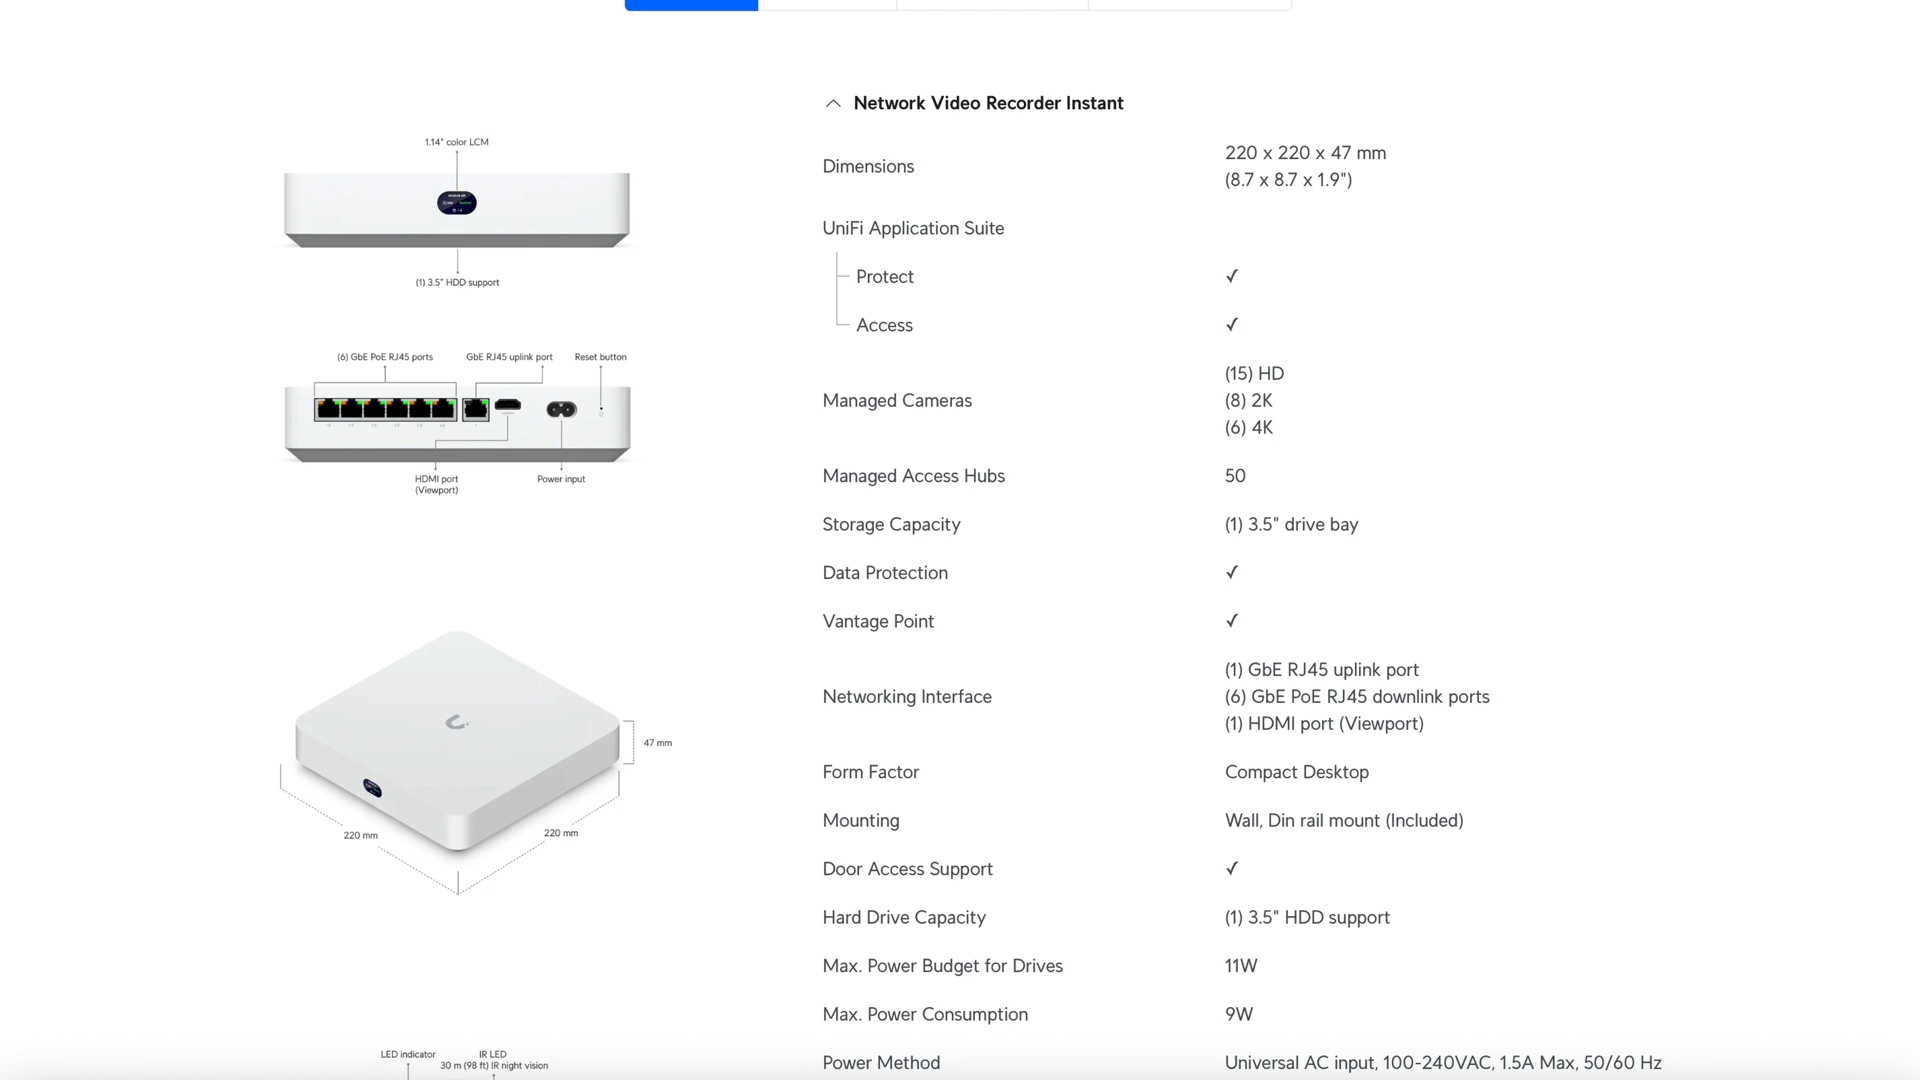 Network Video Recorder Instant
1.14" color LCM
(1) 3.5" HDD support
(6) GbE PoE RJ45 ports
GbE RJ45 uplink port
Reset button
HDMI port
(Viewport)
Power input
47 mm
220 mm
220 mm
LED indicator
IR LED
30 m (98 ft) IR night vision
Dimensions
220 x 220 x 47 mm
(8.7 x 8.7 x 1.9")
UniFi Application Suite
Protect ✓
Access ✓
Managed Cameras
(15) HD
(8) 2K
(6) 4K
Managed Access Hubs 50
Storage Capacity (1) 3.5" drive bay
Data Protection ✓
Vantage Point ✓
Networking Interface
(1) GbE RJ45 uplink port
(6) GbE PoE RJ45 downlink ports
(1) HDMI port (Viewport)
Form Factor Compact Desktop
Mounting Wall, Din rail mount (Included)
Door Access Support ✓
Hard Drive Capacity (1) 3.5" HDD support
Max. Power Budget for Drives 11W
Max. Power Consumption 9W
Power Method Universal AC input, 100-240VAC, 1.5A Max, 50/60 Hz